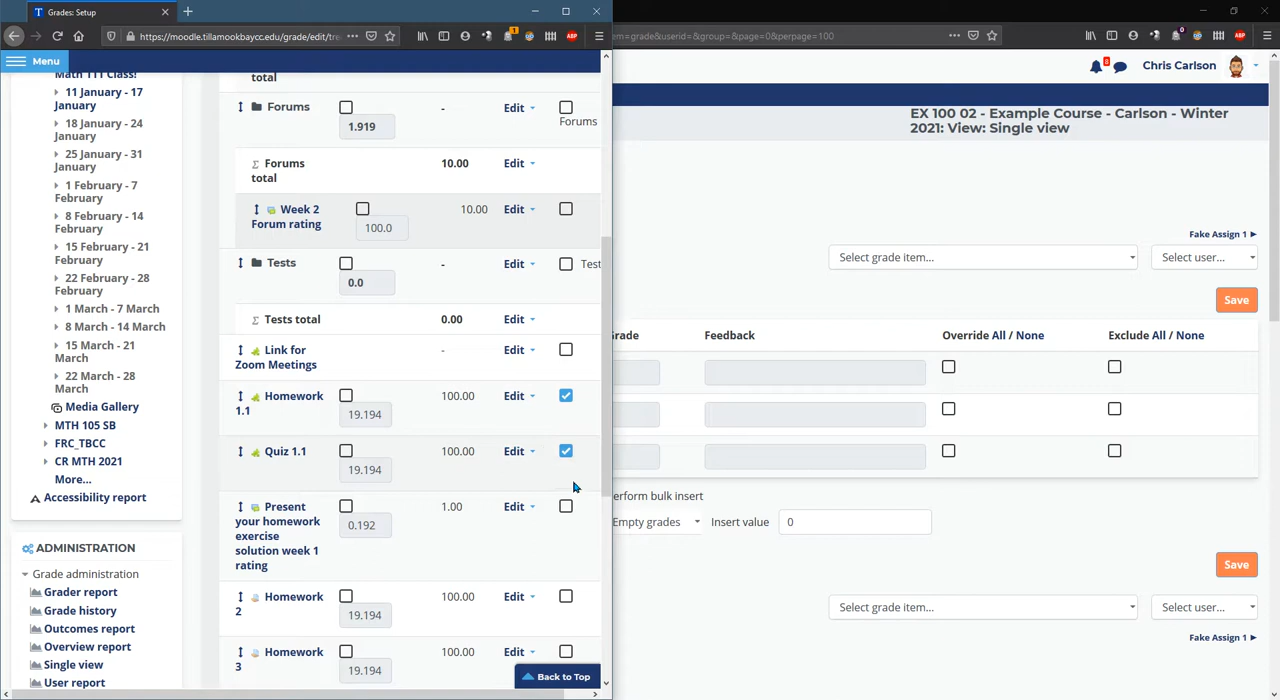 Grades: Setup
https://moodle.tillamookbaycc.edu/grade/edit/tre
em=grade&userid=&group=&page=0&perpage=100
Menu
Chris Carlson
EX 100 02 - Example Course - Carlson - Winter
2021: View: Single view
Math 111 Class!
11 January - 17
January
18 January - 24
January
25 January - 31
January
1 February - 7
February
8 February - 14
February
15 February - 21
February
22 February - 28
February
1 March - 7 March
8 March - 14 March
15 March - 21
March
22 March - 28
March
Media Gallery
MTH 105 SB
FRC_TBCC
CR MTH 2021
More...
Accessibility report
ADMINISTRATION
Grade administration
Grader report
Grade history
Outcomes report
Overview report
Single view
User report
total
Forums
1.919
-
Edit
Forums
Forums
total
10.00
Edit
Week 2
Forum rating
100.0
10.00
Edit
Tests
0.0
-
Edit
Test
Tests total
0.00
Edit
Link for
Zoom Meetings
-
Edit
Homework
1.1
19.194
100.00
Edit
Quiz 1.1
19.194
100.00
Edit
Present
your homework
exercise
solution week 1
rating
0.192
1.00
Edit
Homework
2
19.194
100.00
Edit
Homework
3
19.194
100.00
Edit
Back to Top
Fake Assign 1
Select grade item...
Select user...
Save
Grade
Feedback
Override All / None
Exclude All / None
erform bulk insert
Empty grades
Insert value
0
Save
Select grade item...
Select user...
Fake Assign 1